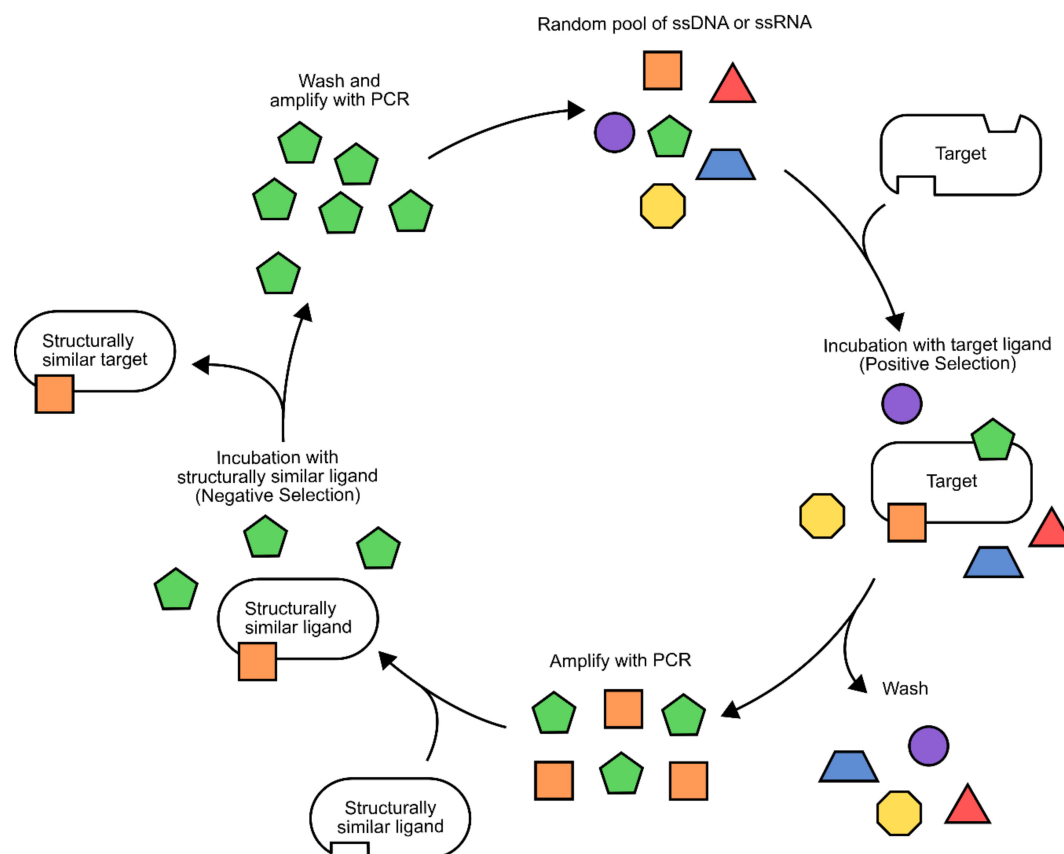 Random pool of ssDNA or ssRNA
Wash and
amplify with PCR
Target
Incubation with target ligand
(Positive Selection)
Target
Wash
Amplify with PCR
Structurally
similar ligand
Incubation with
structurally similar ligand
(Negative Selection)
Structurally
similar ligand
Structurally
similar target